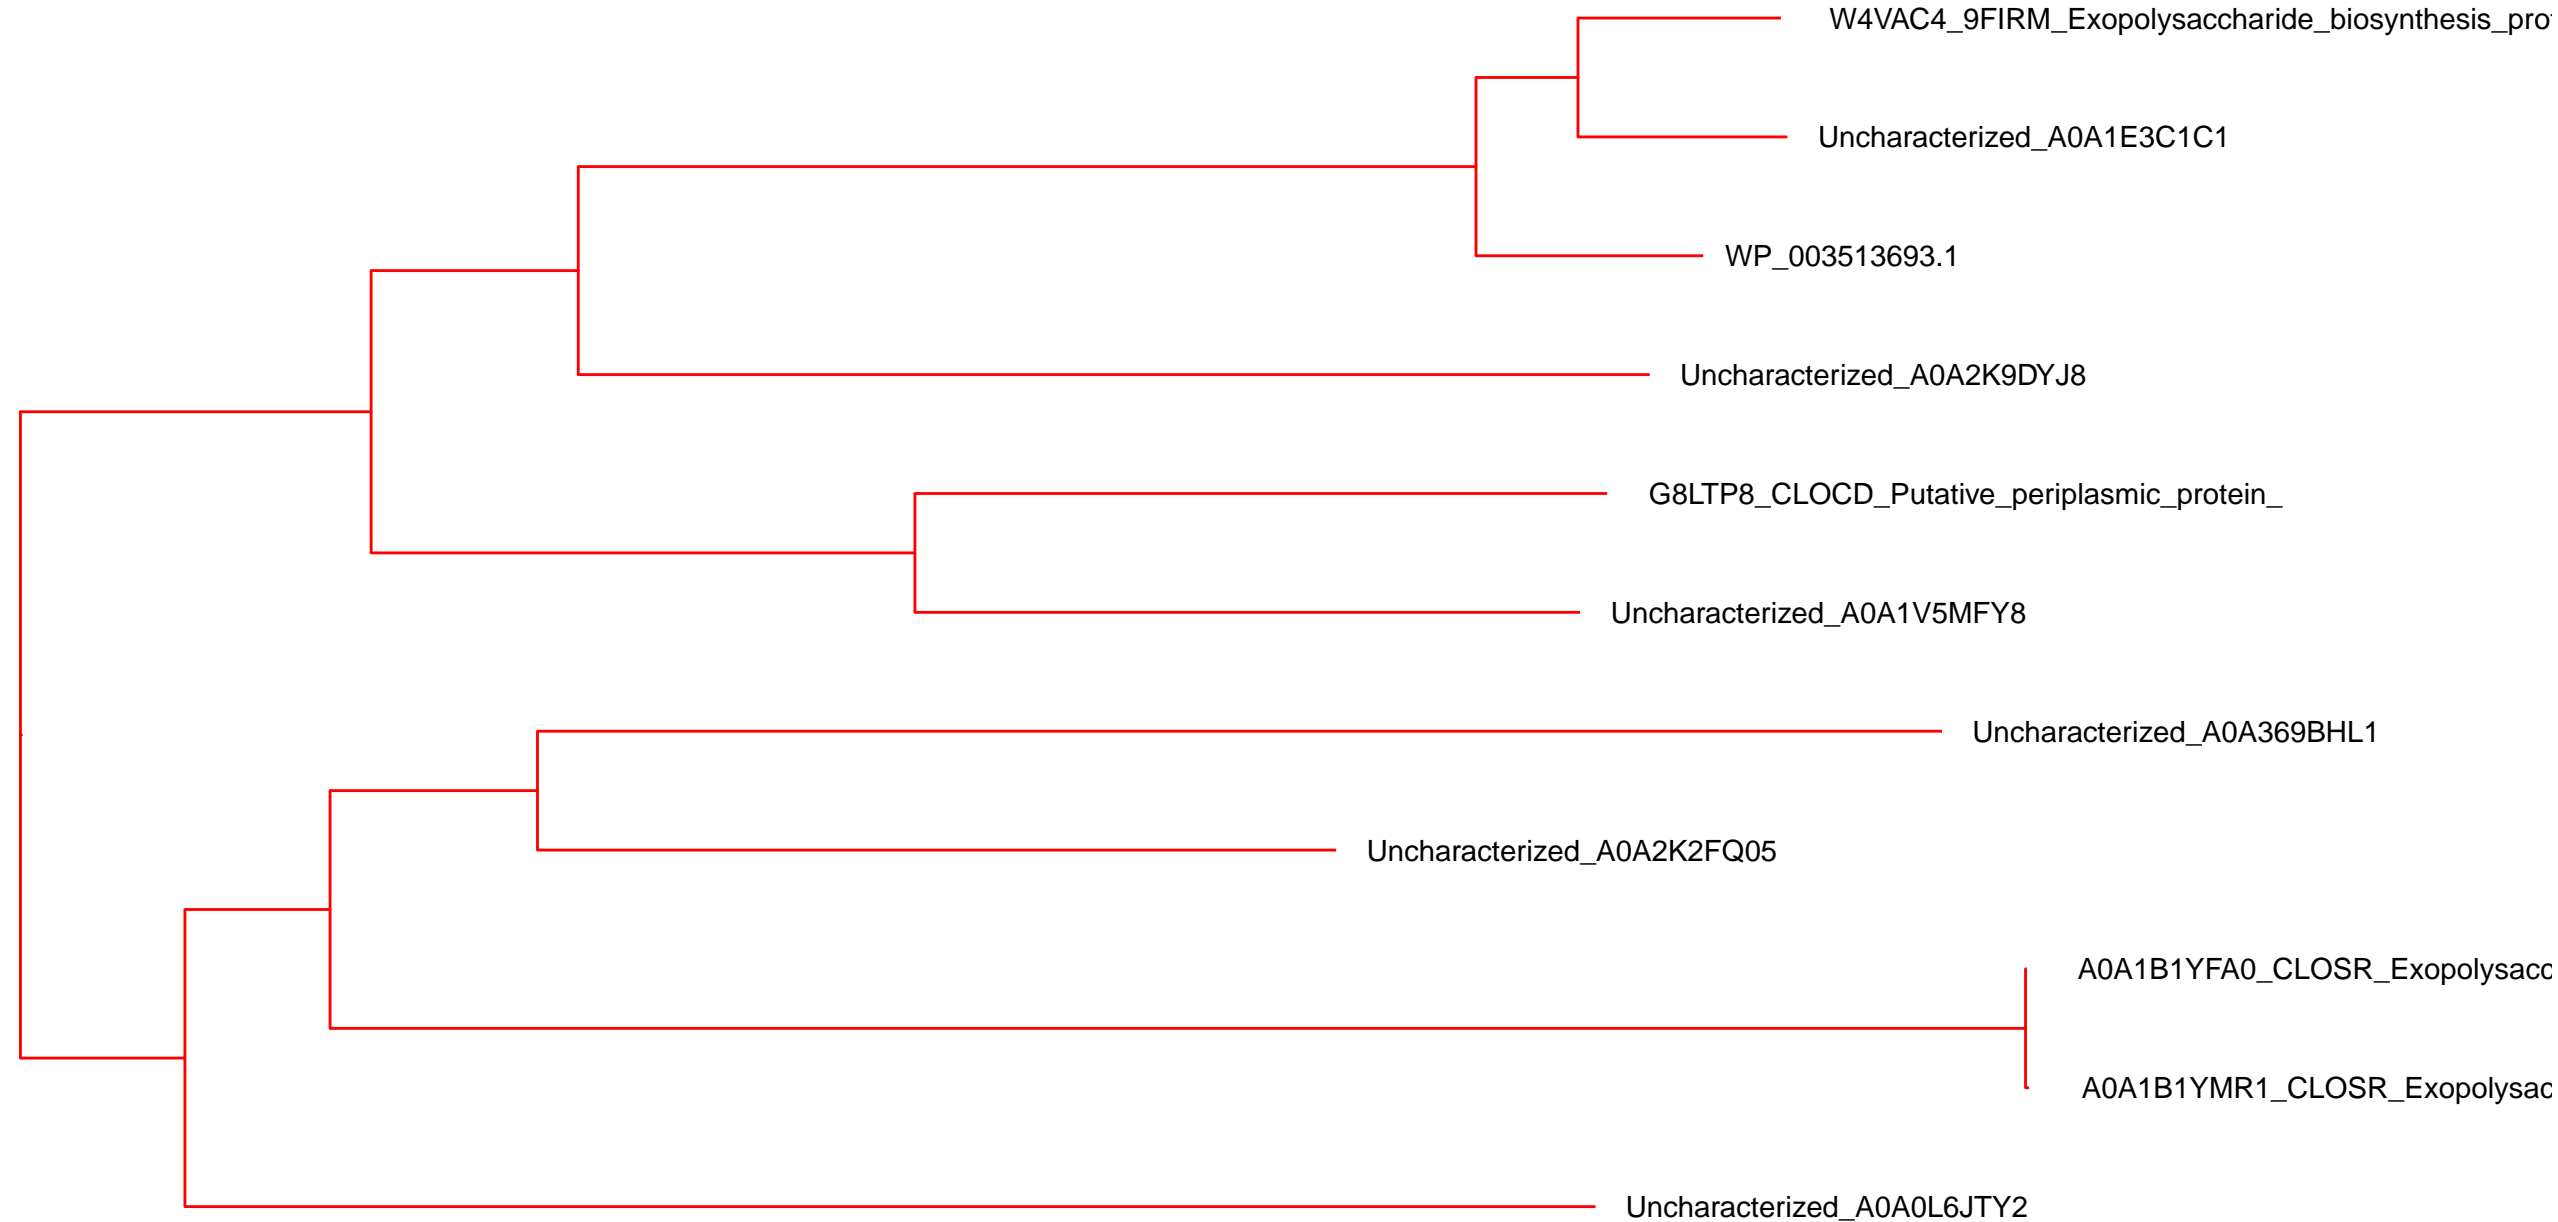 W4VAC4_9FIRM_Exopolysaccharide_biosynthesis_pro
Uncharacterized_A0A1E3C1C1
WP_003513693.1
Uncharacterized_A0A2K9DYJ8
G8LTP8_CLOCD_Putative_periplasmic_protein_
Uncharacterized_A0A1V5MFY8
Uncharacterized_A0A369BHL1
Uncharacterized_A0A2K2FQ05
A0A1B1YFA0_CLOSR_Exopolysacc
A0A1B1YMR1_CLOSR_Exopolysac
Uncharacterized_A0A0L6JTY2